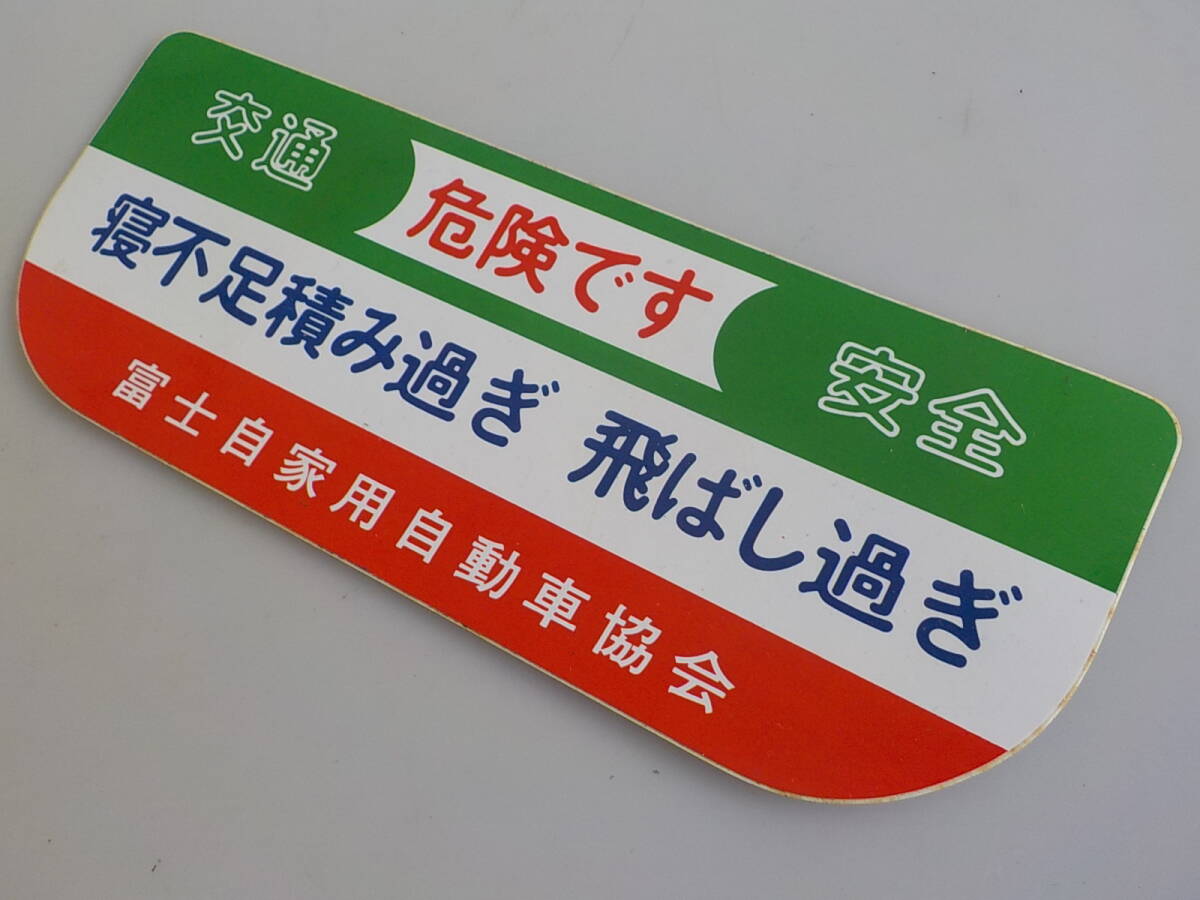 交通 危険です 安全
寝不足積み過ぎ 飛ばし過ぎ
富士自家用自動車協会